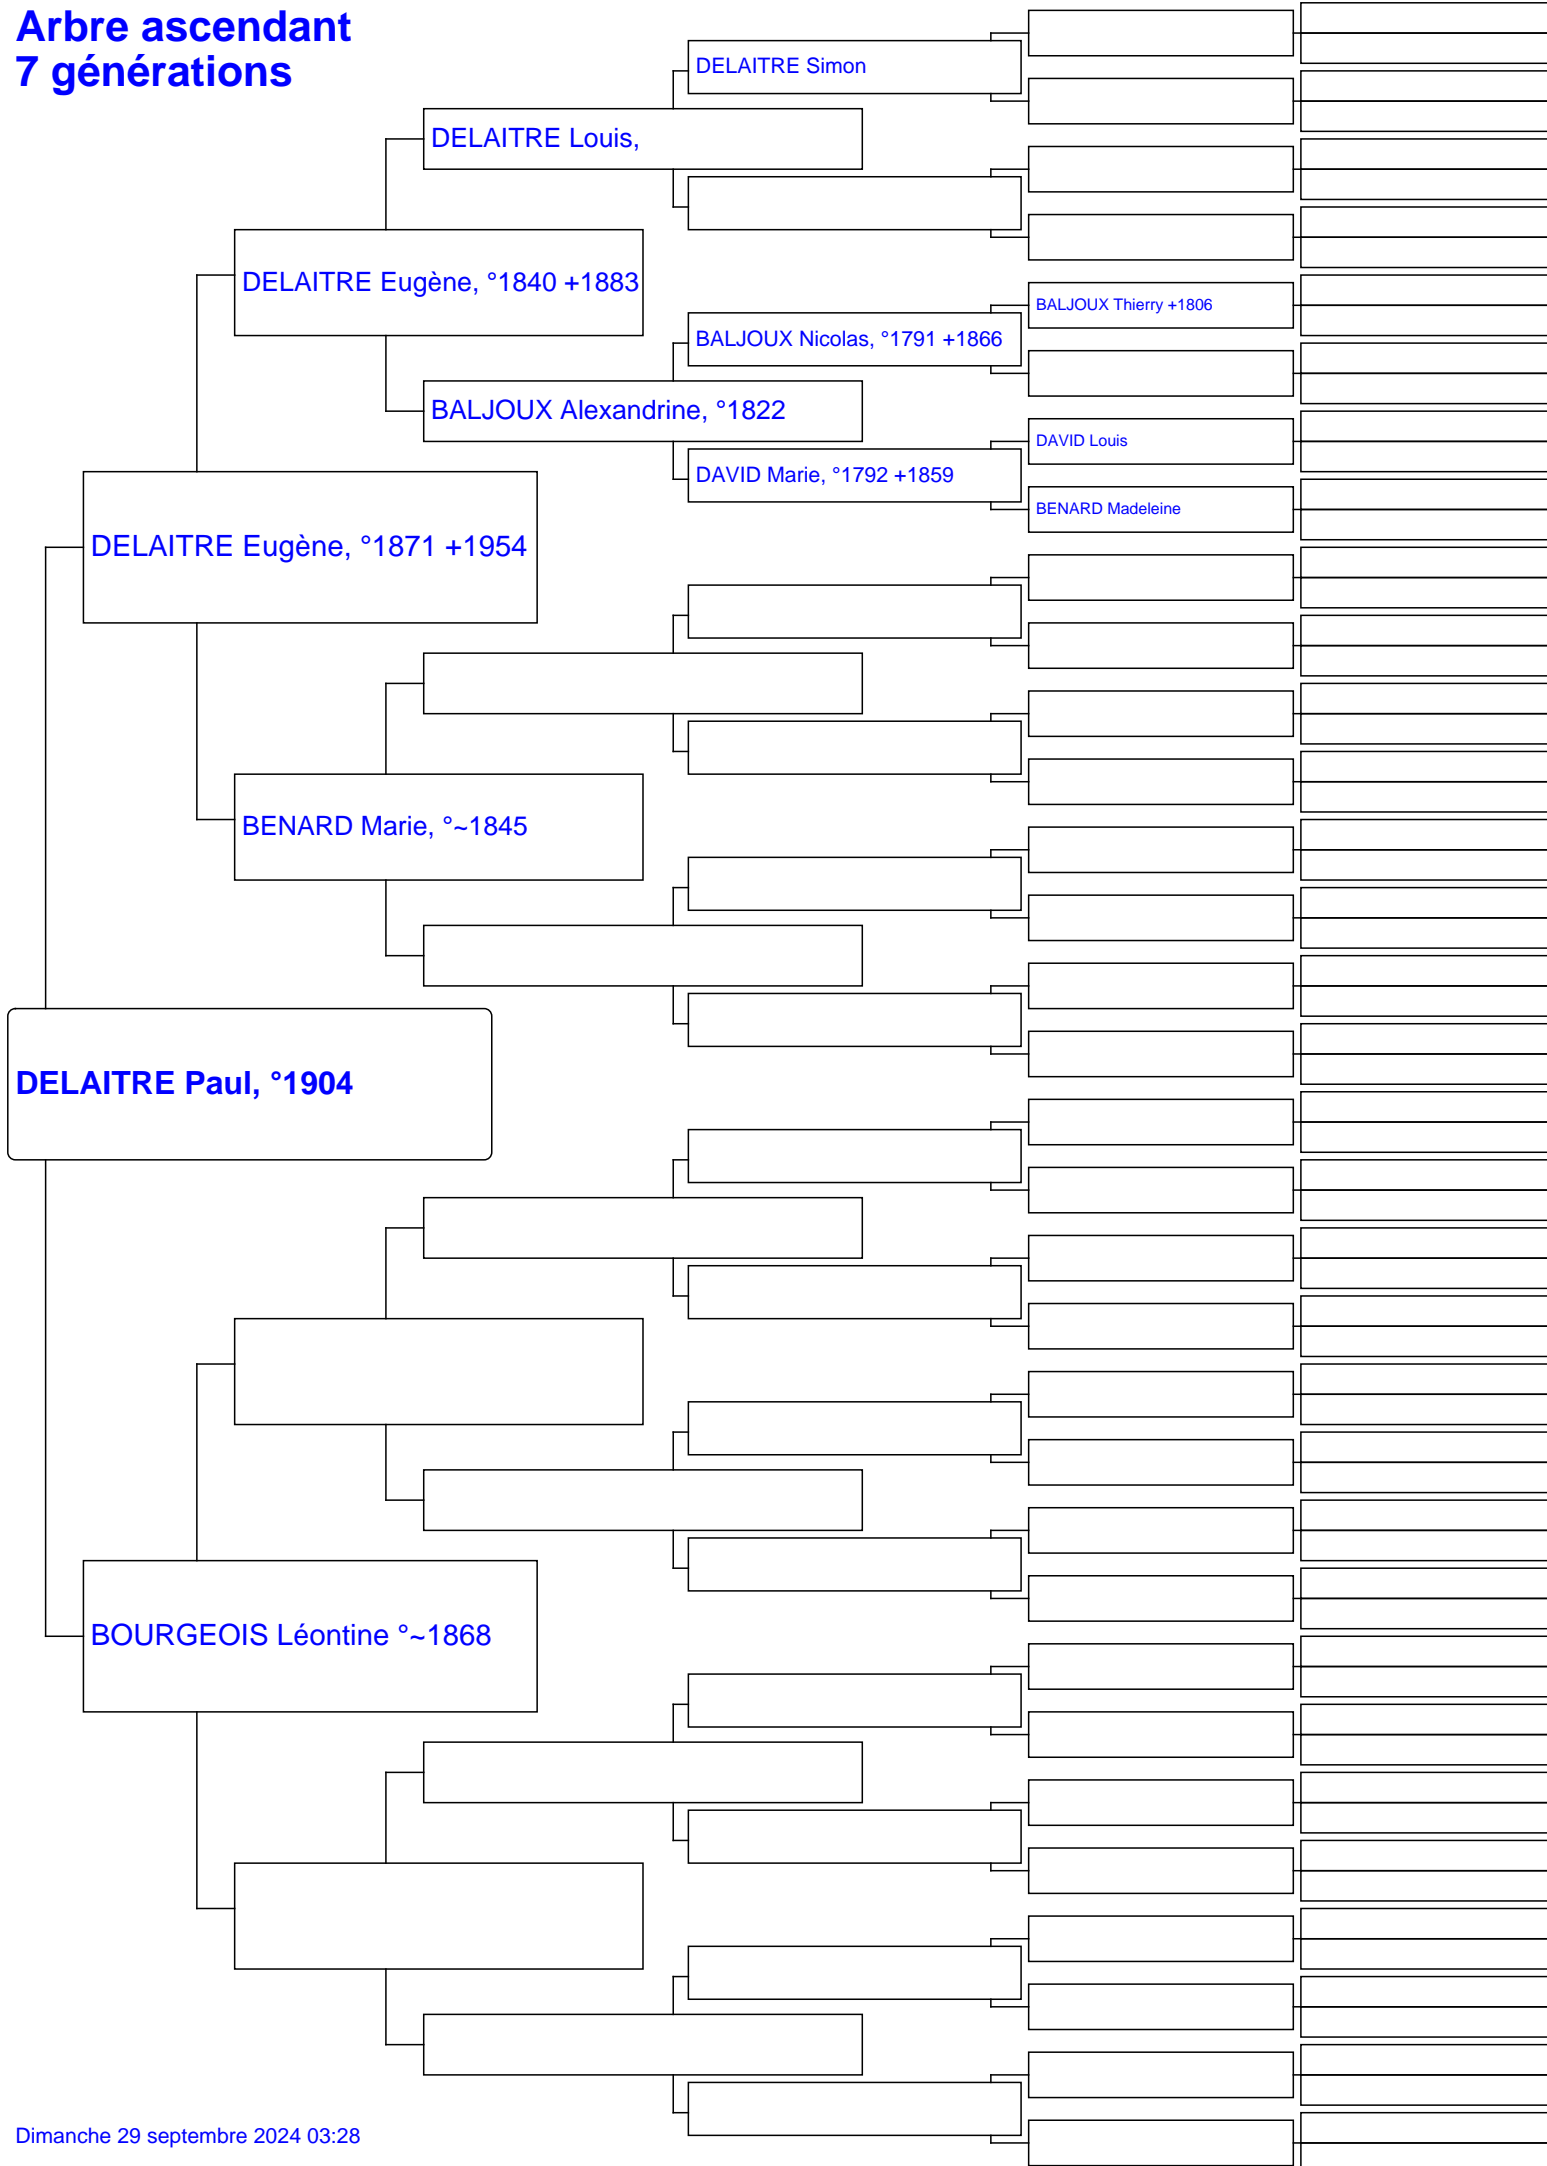 Arbre ascendant
7 générations
DELAITRE Simon
DELAITRE Louis,
DELAITRE Eugène, °1840 +1883
BALJOUX Thierry +1806
BALJOUX Nicolas, °1791 +1866
BALJOUX Alexandrine, °1822
DAVID Louis
DAVID Marie, °1792 +1859
BENARD Madeleine
DELAITRE Eugène, °1871 +1954
BENARD Marie, °~1845
DELAITRE Paul, °1904
BOURGEOIS Léontine °~1868
Dimanche 29 septembre 2024 03:28